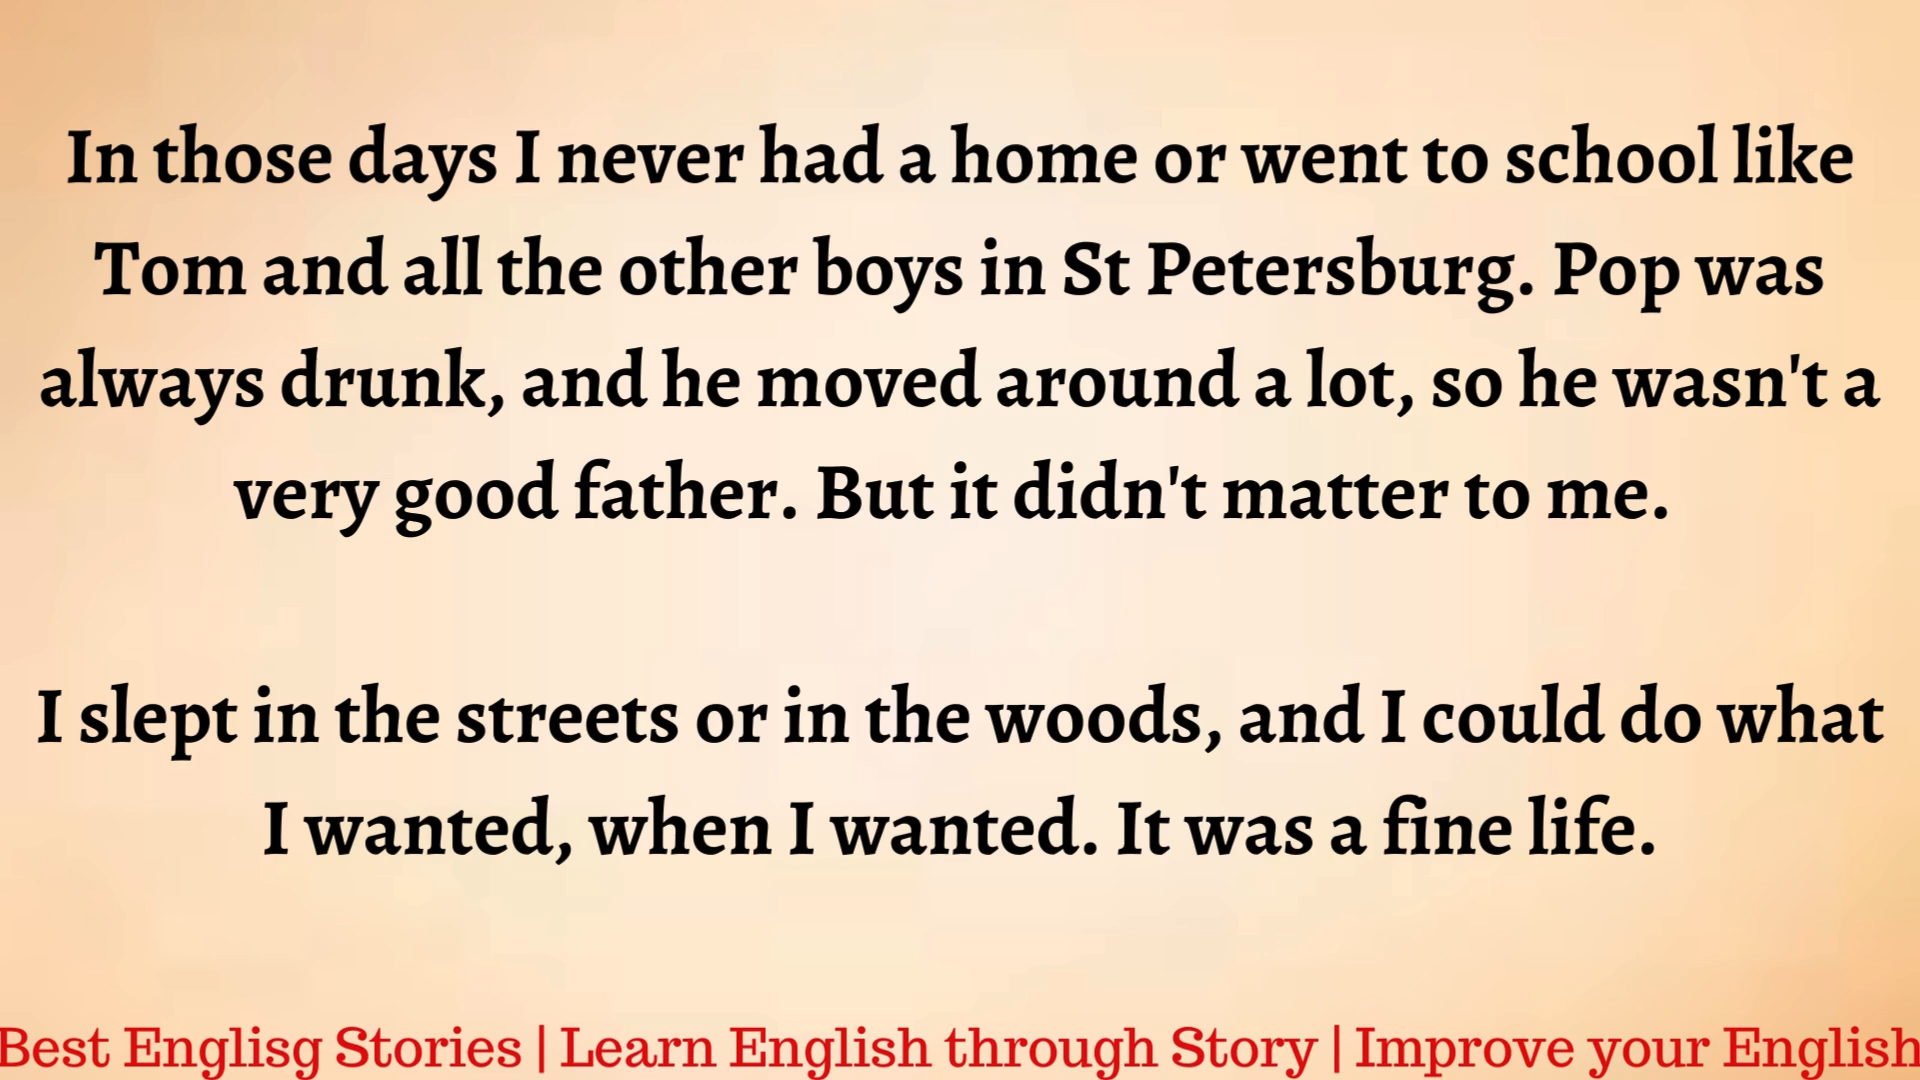 In those days I never had a home or went to school like
Tom and all the other boys in St Petersburg. Pop was
always drunk, and he moved around a lot, so he wasn't a
very good father. But it didn't matter to me.
I slept in the streets or in the woods, and I could do what
I wanted, when I wanted. It was a fine life.
Best Englisg Stories | Learn English through Story | Improve your English